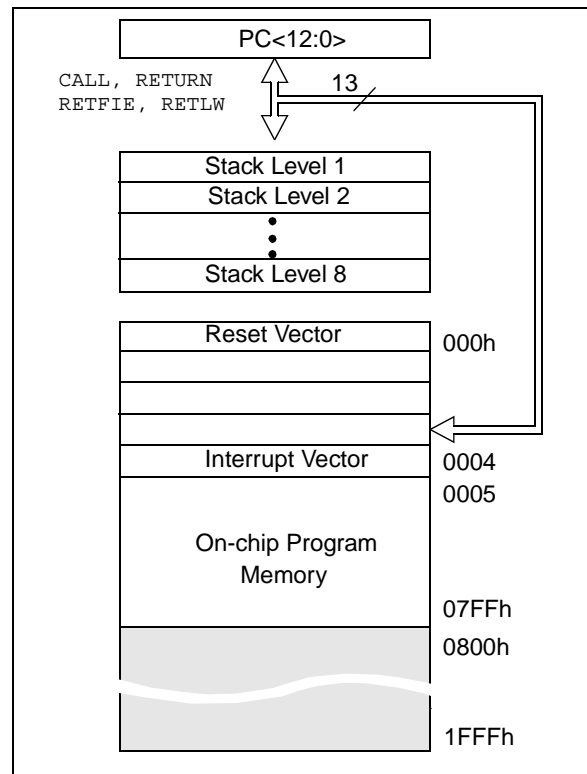 PC<12:0>
CALL, RETURN
RETFIE, RETLW
13
Stack Level 1
Stack Level 2
Stack Level 8
Reset Vector
000h
Interrupt Vector
0004
0005
On-chip Program
Memory
07FFh
0800h
1FFFh